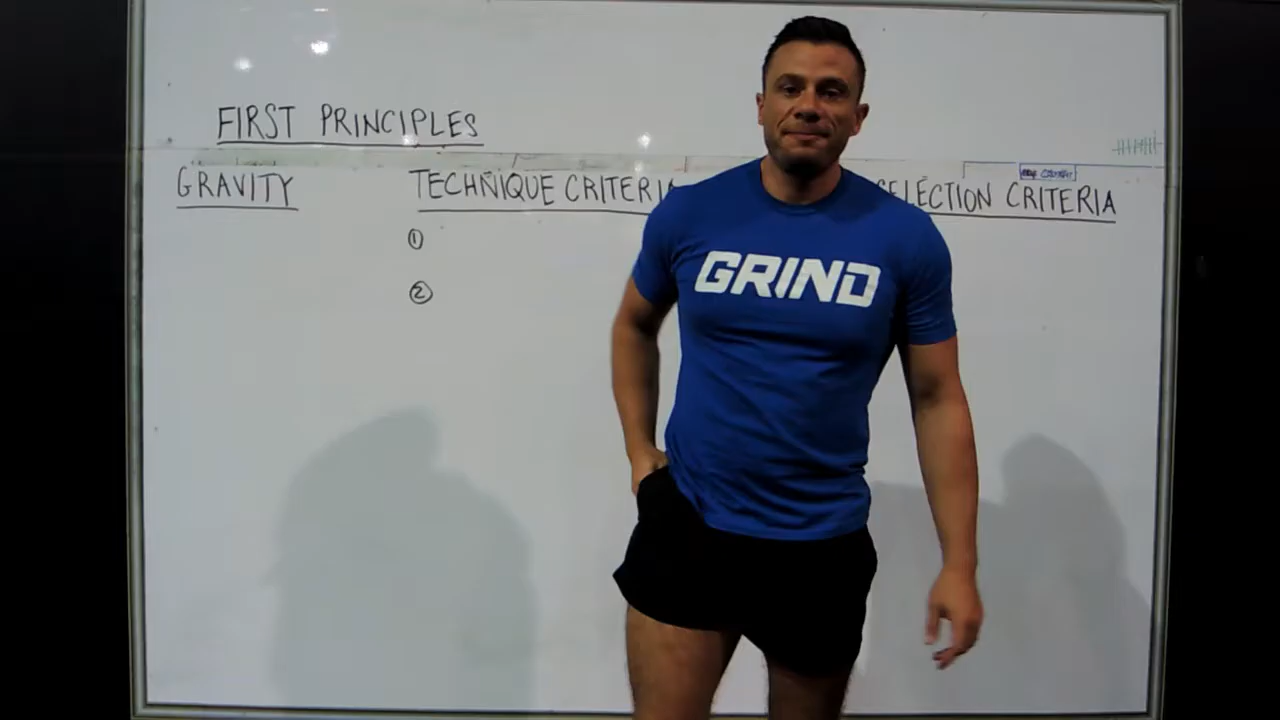 FIRST PRINCIPLES
GRAVITY
TECHNIQUE CRITERIA
SELECTION CRITERIA
①
②
GRIND